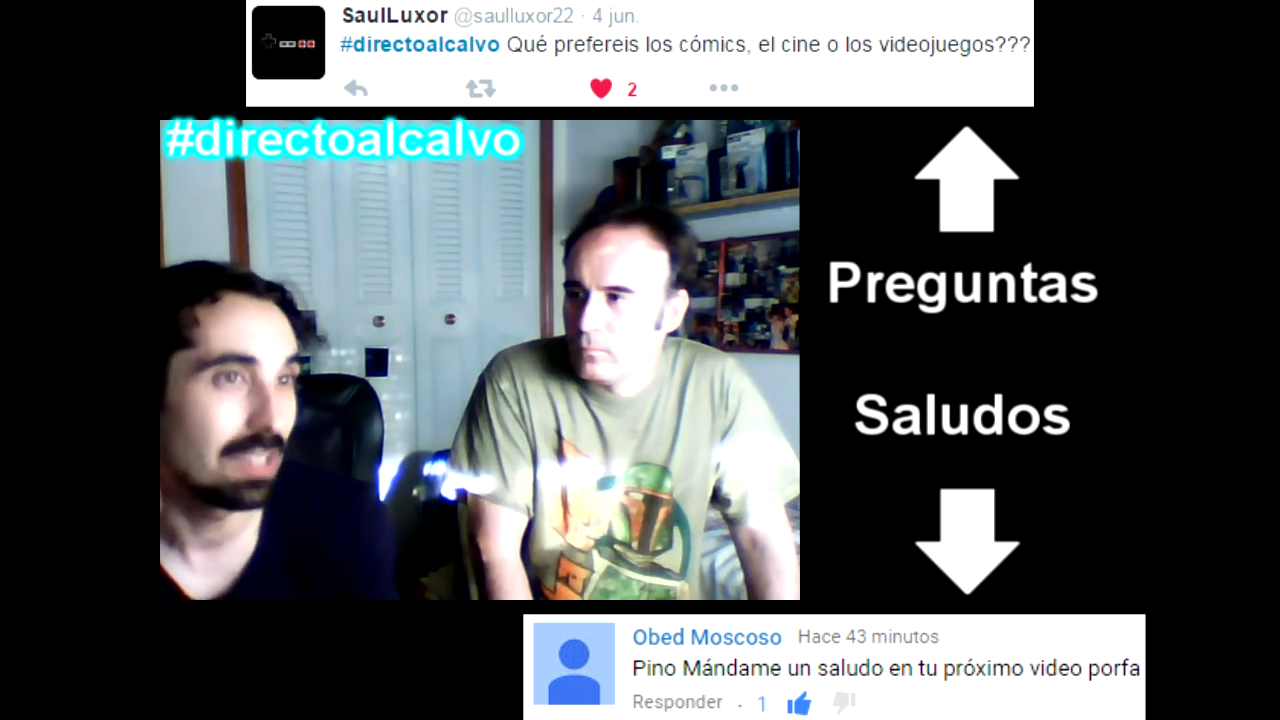 SaulLuxor @saulluxor22 · 4 jun.
#directoalcalvo Qué prefereis los cómics, el cine o los videojuegos???
2
#directoalcalvo
Preguntas
Saludos
Obed Moscoso Hace 43 minutos
Pino Mándame un saludo en tu próximo video porfa
Responder · 1